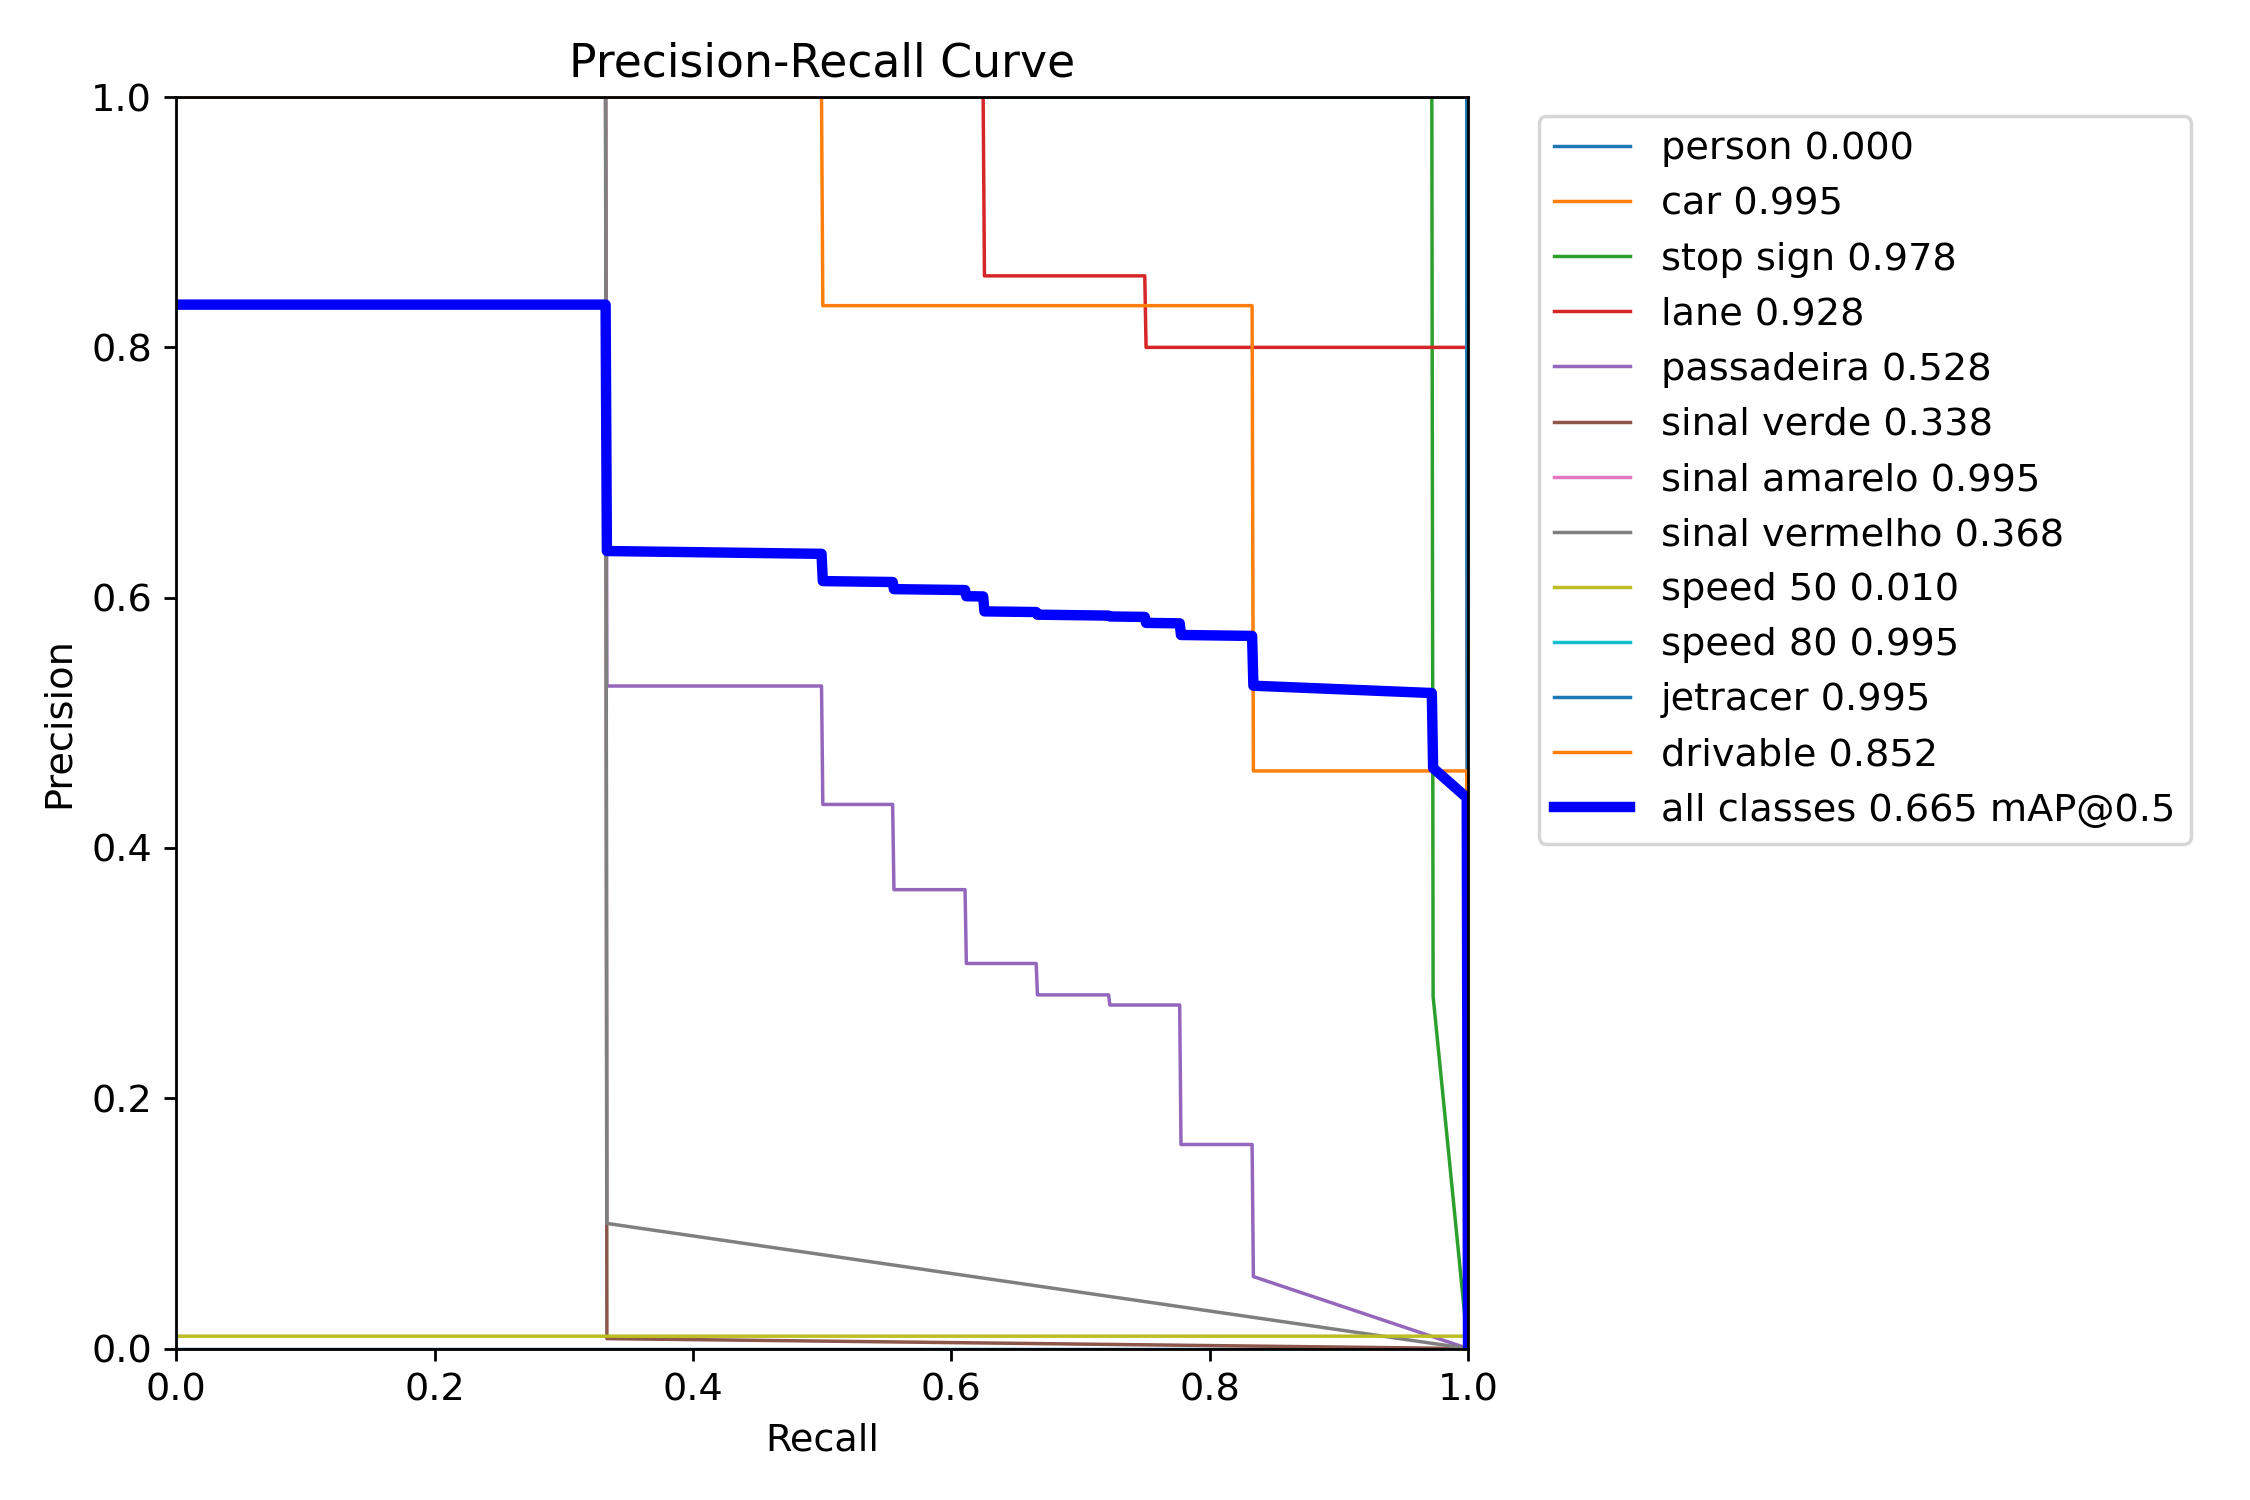 Precision-Recall Curve
1.0
0.8
0.6
0.4
0.2
0.0
Precision
0.0 0.2 0.4 0.6 0.8 1.0
Recall
person 0.000
car 0.995
stop sign 0.978
lane 0.928
passadeira 0.528
sinal verde 0.338
sinal amarelo 0.995
sinal vermelho 0.368
speed 50 0.010
speed 80 0.995
jetracer 0.995
drivable 0.852
all classes 0.665 mAP@0.5